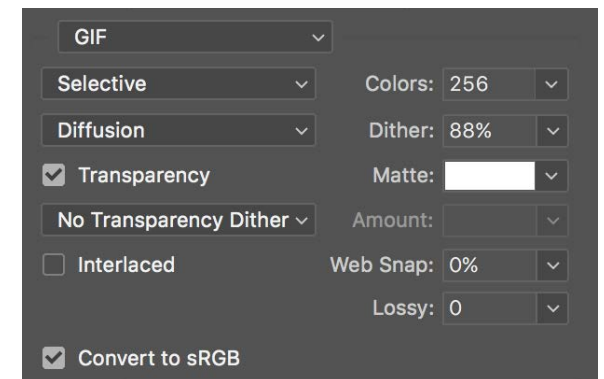 GIF
Selective Colors: 256
Diffusion Dither: 88%
Transparency Matte:
No Transparency Dither Amount:
Interlaced Web Snap: 0%
Lossy: 0
Convert to sRGB